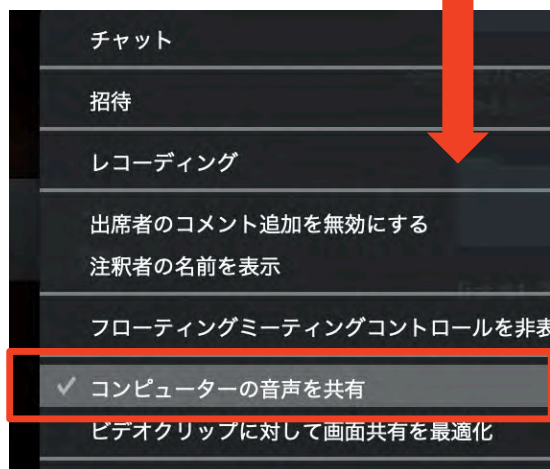 チャット
招待
レコーディング
出席者のコメント追加を無効にする
注釈者の名前を表示
フローティングミーティングコントロールを非表
コンピューターの音声を共有
ビデオクリップに対して画面共有を最適化